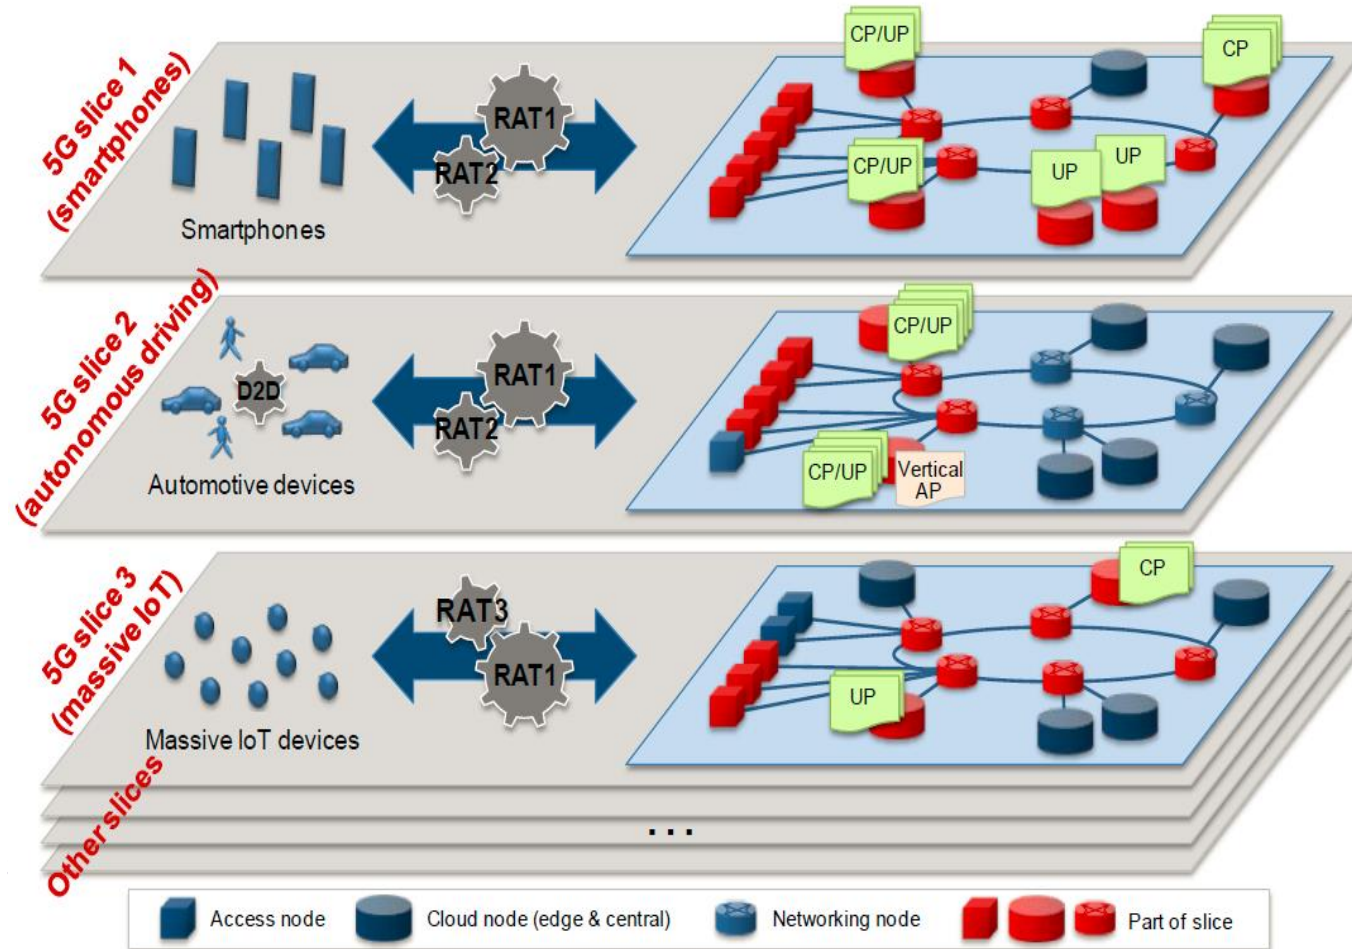 5G slice 1
(smartphones)
Smartphones
RAT1
RAT2
CP/UP
CP
CP/UP
UP
UP
5G slice 2
(autonomous driving)
D2D
Automotive devices
RAT1
RAT2
CP/UP
CP/UP
Vertical
AP
5G slice 3
(massive IoT)
Massive IoT devices
RAT3
RAT1
CP
UP
Other slices
...
Access node
Cloud node (edge & central)
Networking node
Part of slice